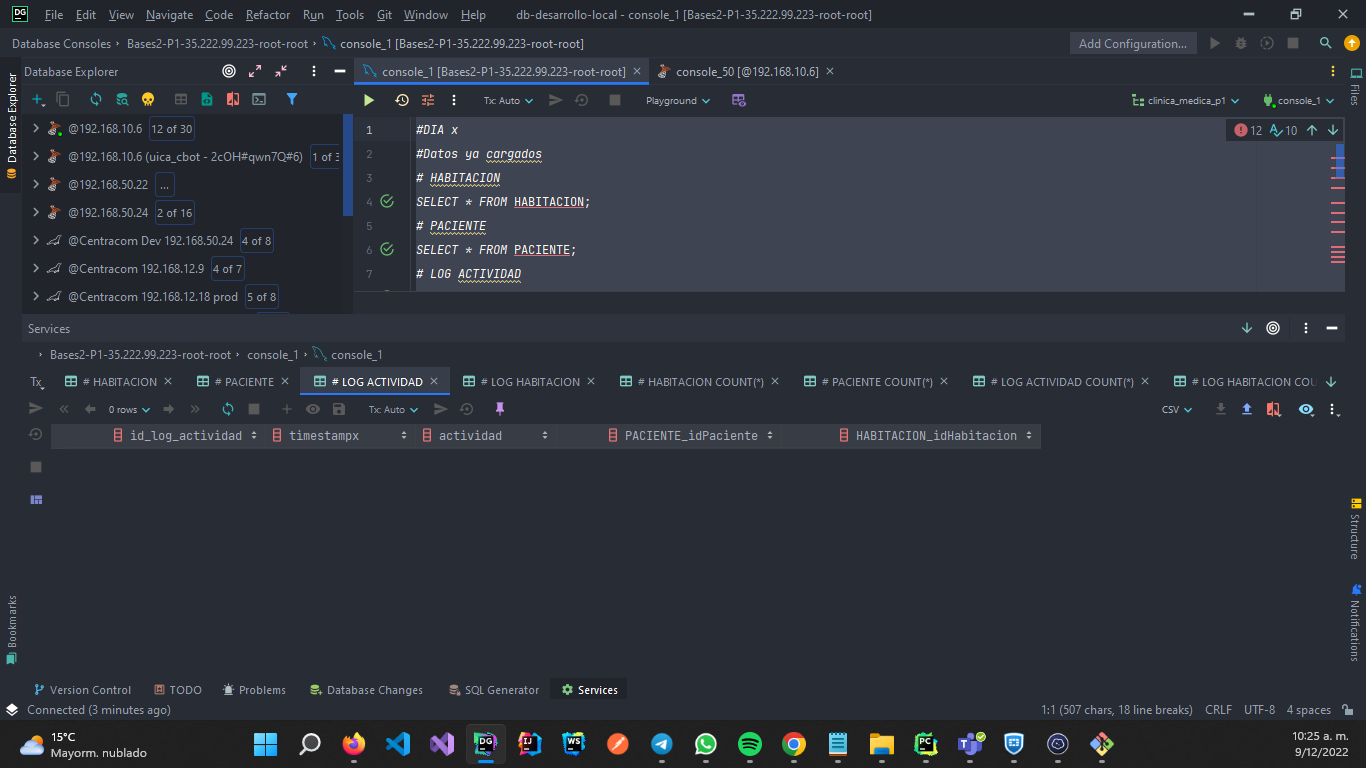 DG File Edit View Navigate Code Refactor Run Tools Git Window Help db-desarrollo-local - console_1 [Bases2-P1-35.222.99.223-root-root]
Database Consoles Bases2-P1-35.222.99.223-root-root console_1 [Bases2-P1-35.222.99.223-root-root] Add Configuration...
Database Explorer console_1 [Bases2-P1-35.222.99.223-root-root] console_50 [@192.168.10.6]
Database Explorer
Files
Tx: Auto Playground clinica_medica_p1 console_1
@192.168.10.6 12 of 30
@192.168.10.6 (uica_cbot - 2cOH#qwn7Q#6) 1 of 3
@192.168.50.22 ...
@192.168.50.24 2 of 16
@Centracom Dev 192.168.50.24 4 of 8
@Centracom 192.168.12.9 4 of 7
@Centracom 192.168.12.18 prod 5 of 8
1 #DIA x
12 10
2 #Datos ya cargados
3 # HABITACION
4 SELECT * FROM HABITACION;
5 # PACIENTE
6 SELECT * FROM PACIENTE;
7 # LOG ACTIVIDAD
Services
Bases2-P1-35.222.99.223-root-root console_1 console_1
Tx # HABITACION # PACIENTE # LOG ACTIVIDAD # LOG HABITACION # HABITACION COUNT(*) # PACIENTE COUNT(*) # LOG ACTIVIDAD COUNT(*) # LOG HABITACION COU
0 rows Tx: Auto CSV
id_log_actividad timestampx actividad PACIENTE_idPaciente HABITACION_idHabitacion
Structure
Notifications
Bookmarks
Version Control TODO Problems Database Changes SQL Generator Services
Connected (3 minutes ago) 1:1 (507 chars, 18 line breaks) CRLF UTF-8 4 spaces
15°C
Mayorm. nublado
DG IJ WS PC
10:25 a. m.
9/12/2022